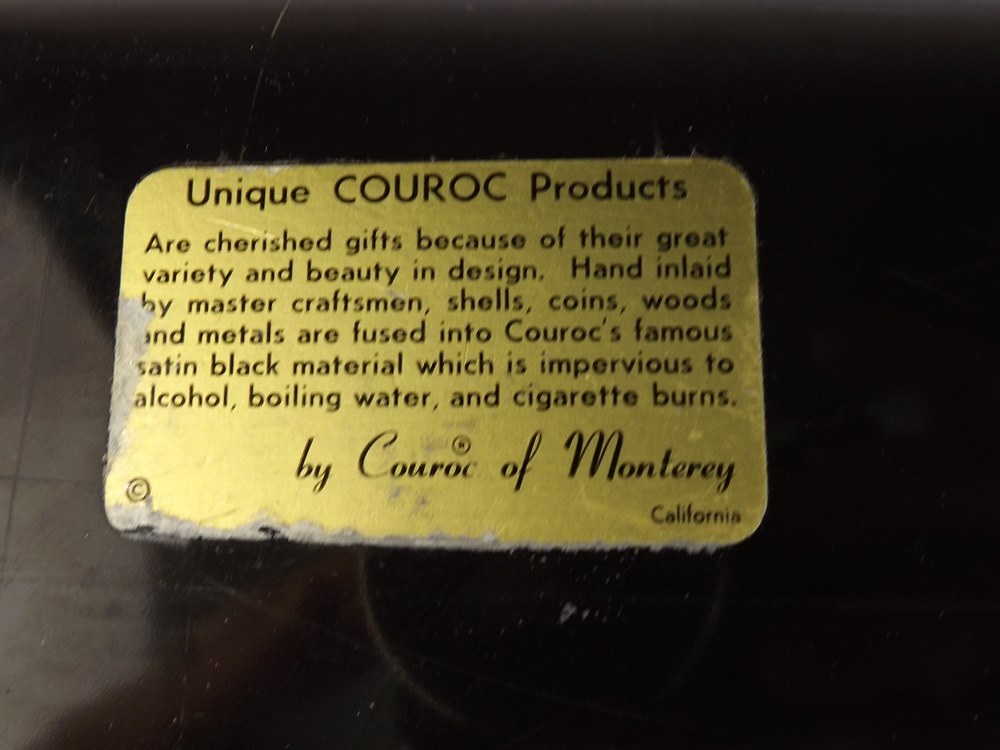 Unique COUROC Products
Are cherished gifts because of their great
variety and beauty in design. Hand inlaid
by master craftsmen, shells, coins, woods
and metals are fused into Couroc's famous
satin black material which is impervious to
alcohol, boiling water, and cigarette burns.
by Couroc® of Monterey
©
California